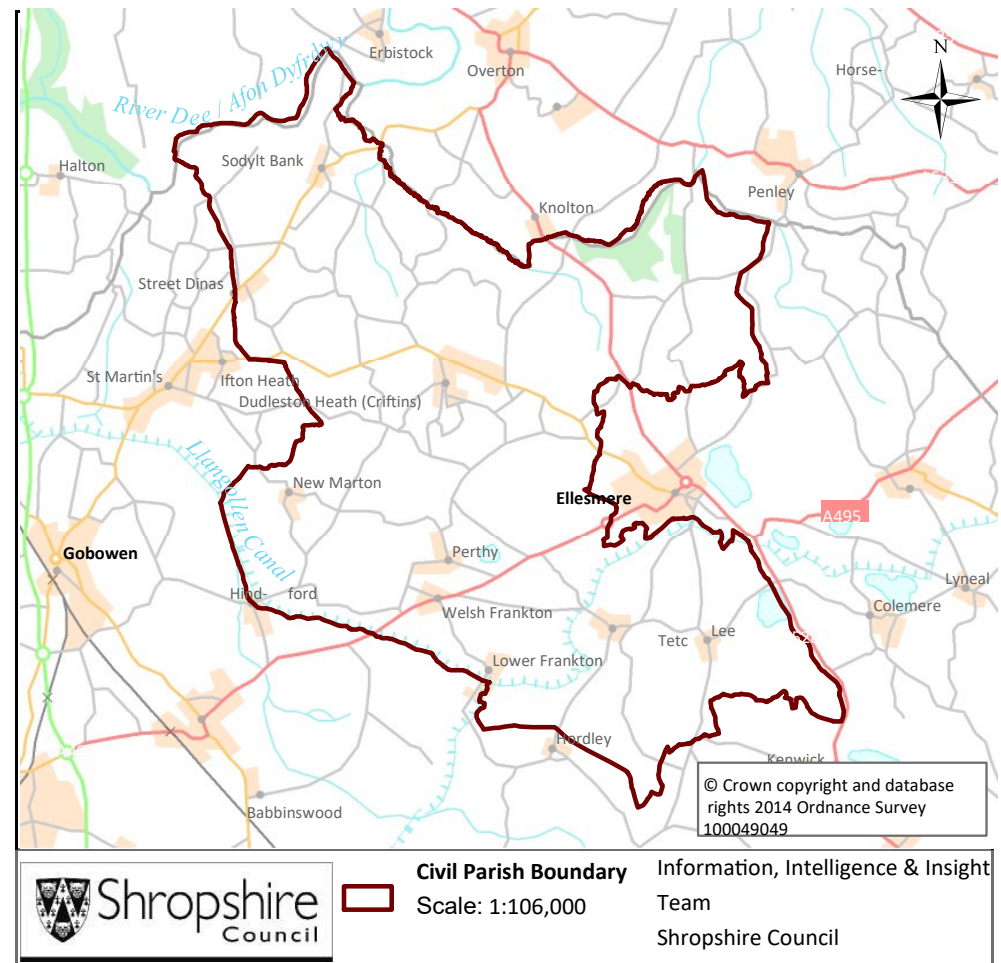 Erbistock
Overton
N
Horse-
River Dee / Afon Dyfrdwy
Halton
Sodylt Bank
Penley
Knolton
Street Dinas
St Martin's
Ifton Heath
Dudleston Heath (Criftins)
Llangollen Canal
New Marton
Ellesmere
A495
Gobowen
Perthy
Lyneal
Hind- ford
Welsh Frankton
Colemere
Tetc
Lee
Lower Frankton
Hordley
Kenwick
Babbinswood
© Crown copyright and database
rights 2014 Ordnance Survey
100049049
Shropshire
Council
Civil Parish Boundary
Scale: 1:106,000
Information, Intelligence & Insight
Team
Shropshire Council